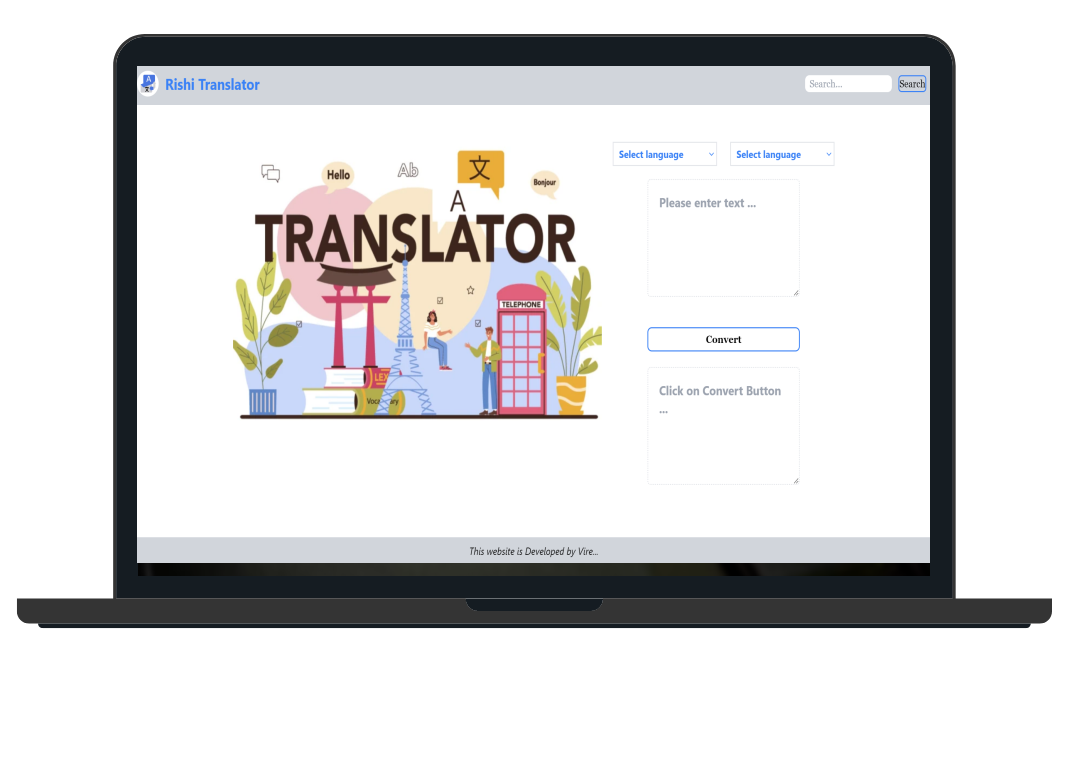 A
文
Rishi Translator
Search...
Search
Select language
Select language
Hello
Ab
文
Bonjour
A
TRANSLATOR
TELEPHONE
LEX
Please enter text ...
Convert
Click on Convert Button
...
This website is Developed by Vire...